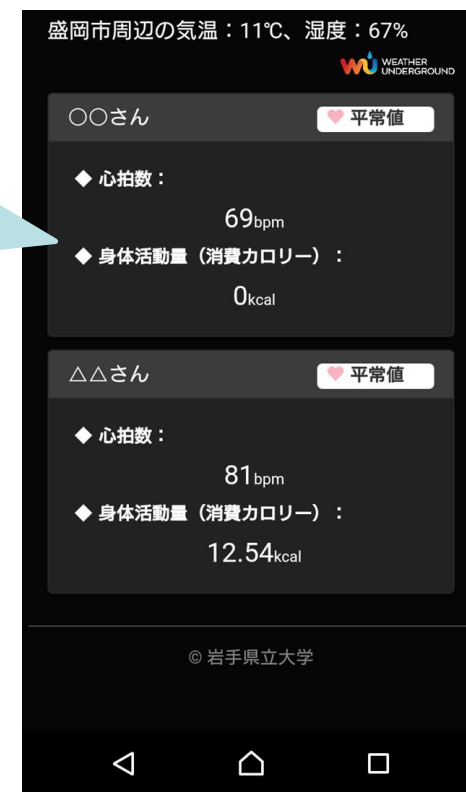 盛岡市周辺の気温：11℃、湿度：67%
WEATHER
UNDERGROUND
○○さん
平常値
◆ 心拍数：
69bpm
◆ 身体活動量（消費カロリー）：
0kcal
△△さん
平常値
◆ 心拍数：
81bpm
◆ 身体活動量（消費カロリー）：
12.54kcal
© 岩手県立大学